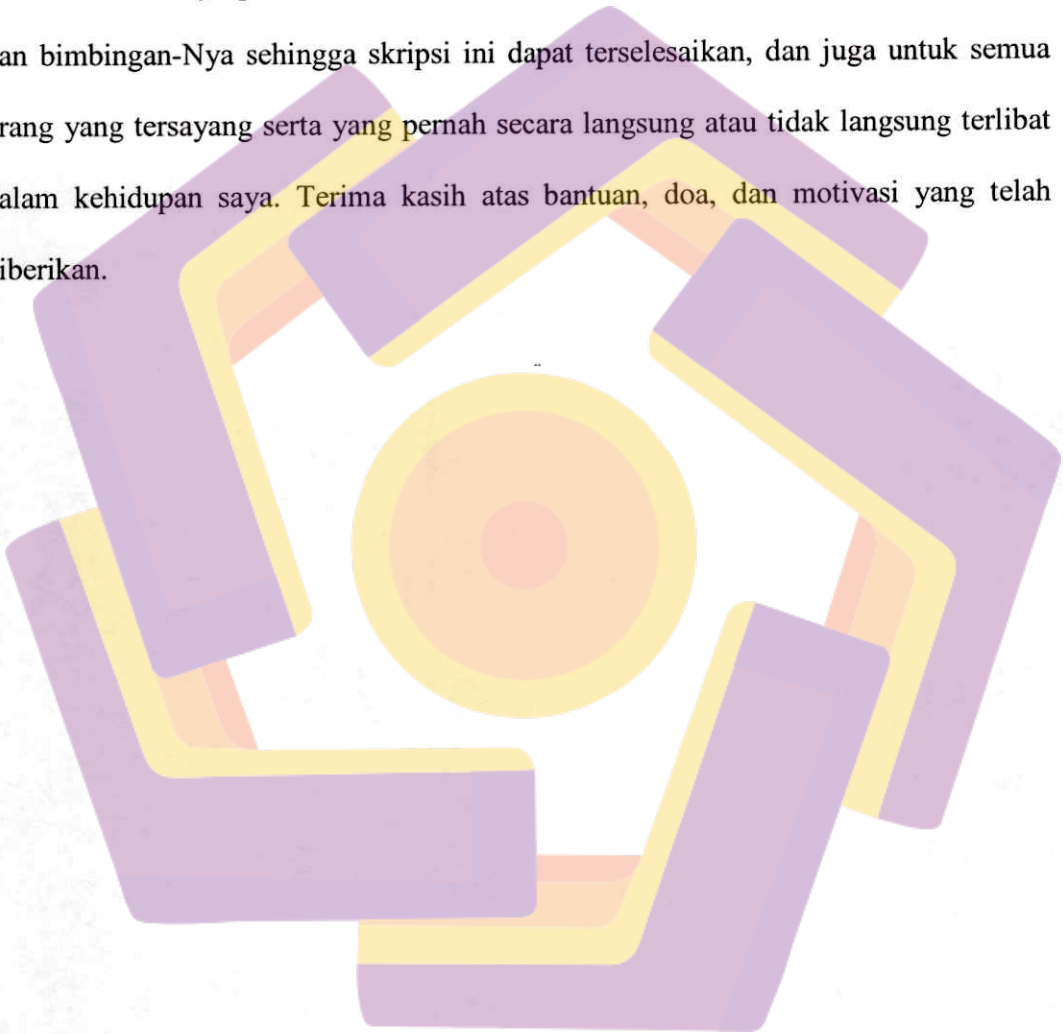 an bimbingan-Nya sehingga skripsi ini dapat terselesaikan, dan juga untuk semua
rang yang tersayang serta yang pernah secara langsung atau tidak langsung terlibat
alam kehidupan saya. Terima kasih atas bantuan, doa, dan motivasi yang telah
iberikan.